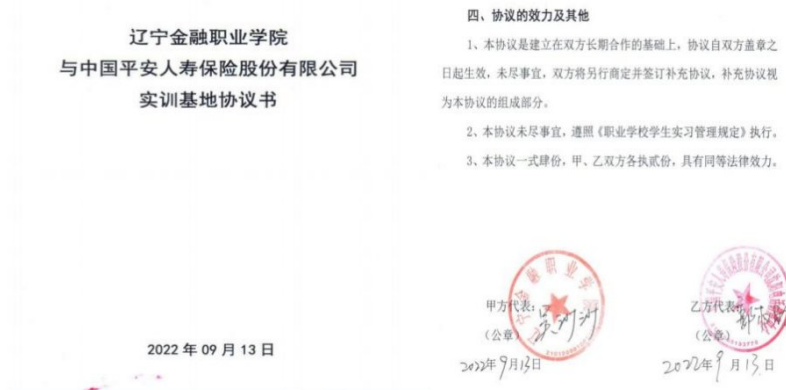 辽宁金融职业学院
与中国平安人寿保险股份有限公司
实训基地协议书
2022 年 09 月 13 日
四、协议的效力及其他
1、本协议是建立在双方长期合作的基础上，协议自双方盖章之
日起生效，未尽事宜，双方将另行商定并签订补充协议，补充协议视
为本协议的组成部分。
2、本协议未尽事宜，遵照《职业学校学生实习管理规定》执行。
3、本协议一式肆份，甲、乙双方各执贰份，具有同等法律效力。
甲方代表：
（公章）
2022年9月13日
乙方代表：
（公章）
2022年9月13日